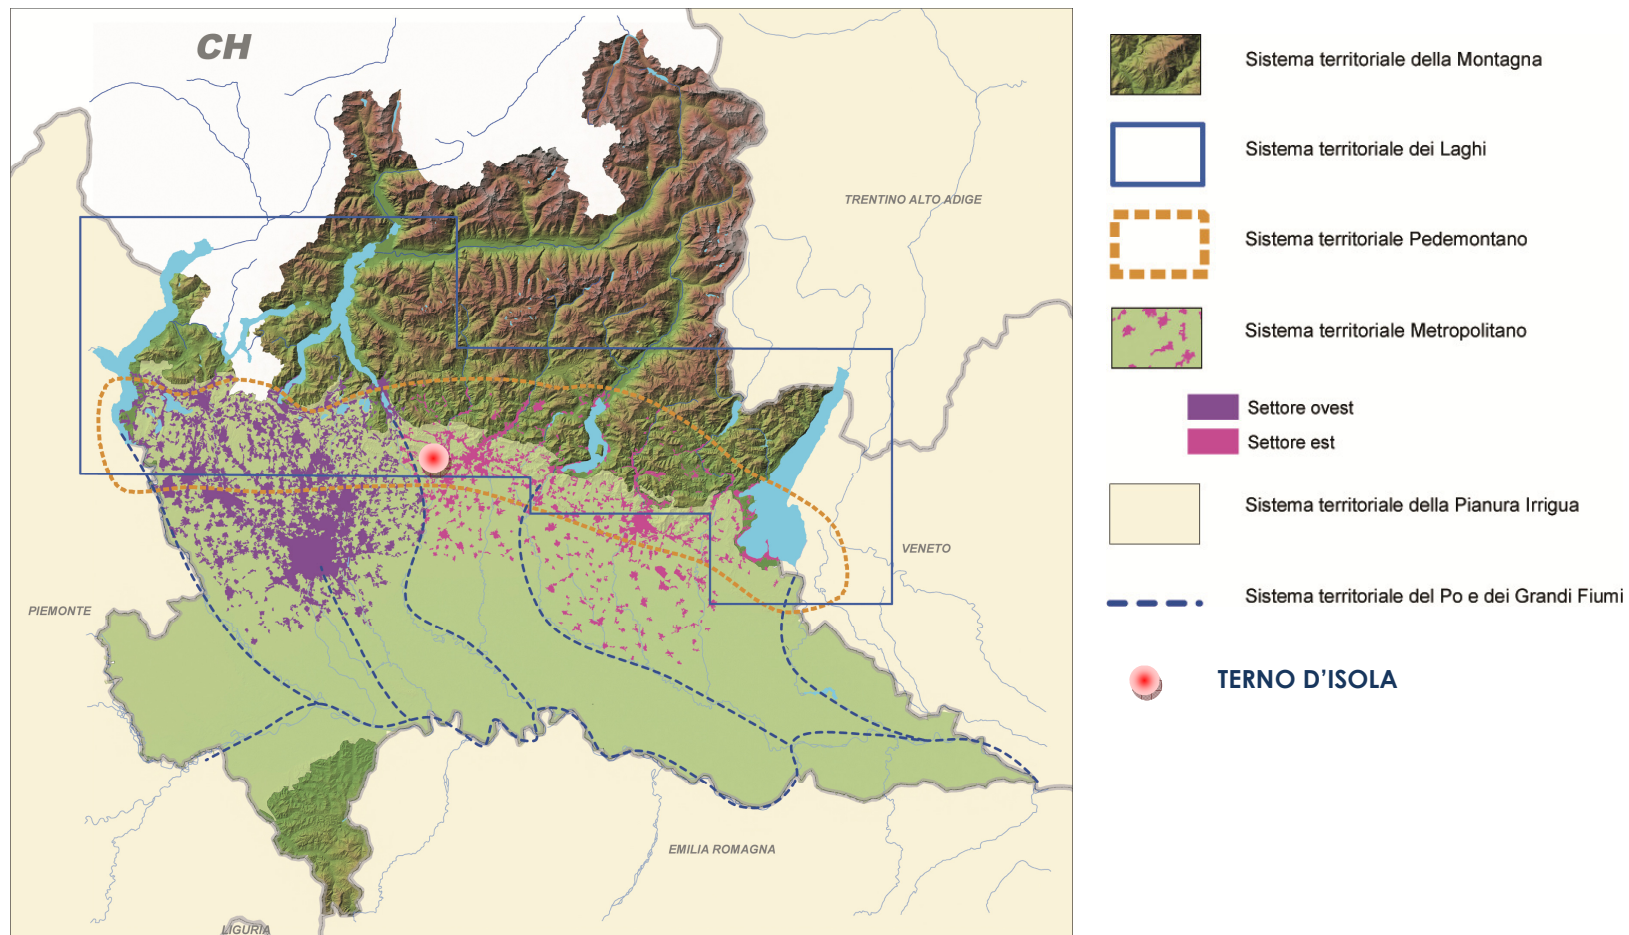 CH
TRENTINO ALTO ADIGE
VENETO
PIEMONTE
EMILIA ROMAGNA
LIGURIA
Sistema territoriale della Montagna
Sistema territoriale dei Laghi
Sistema territoriale Pedemontano
Sistema territoriale Metropolitano
Settore ovest
Settore est
Sistema territoriale della Pianura Irrigua
Sistema territoriale del Po e dei Grandi Fiumi
TERNO D'ISOLA